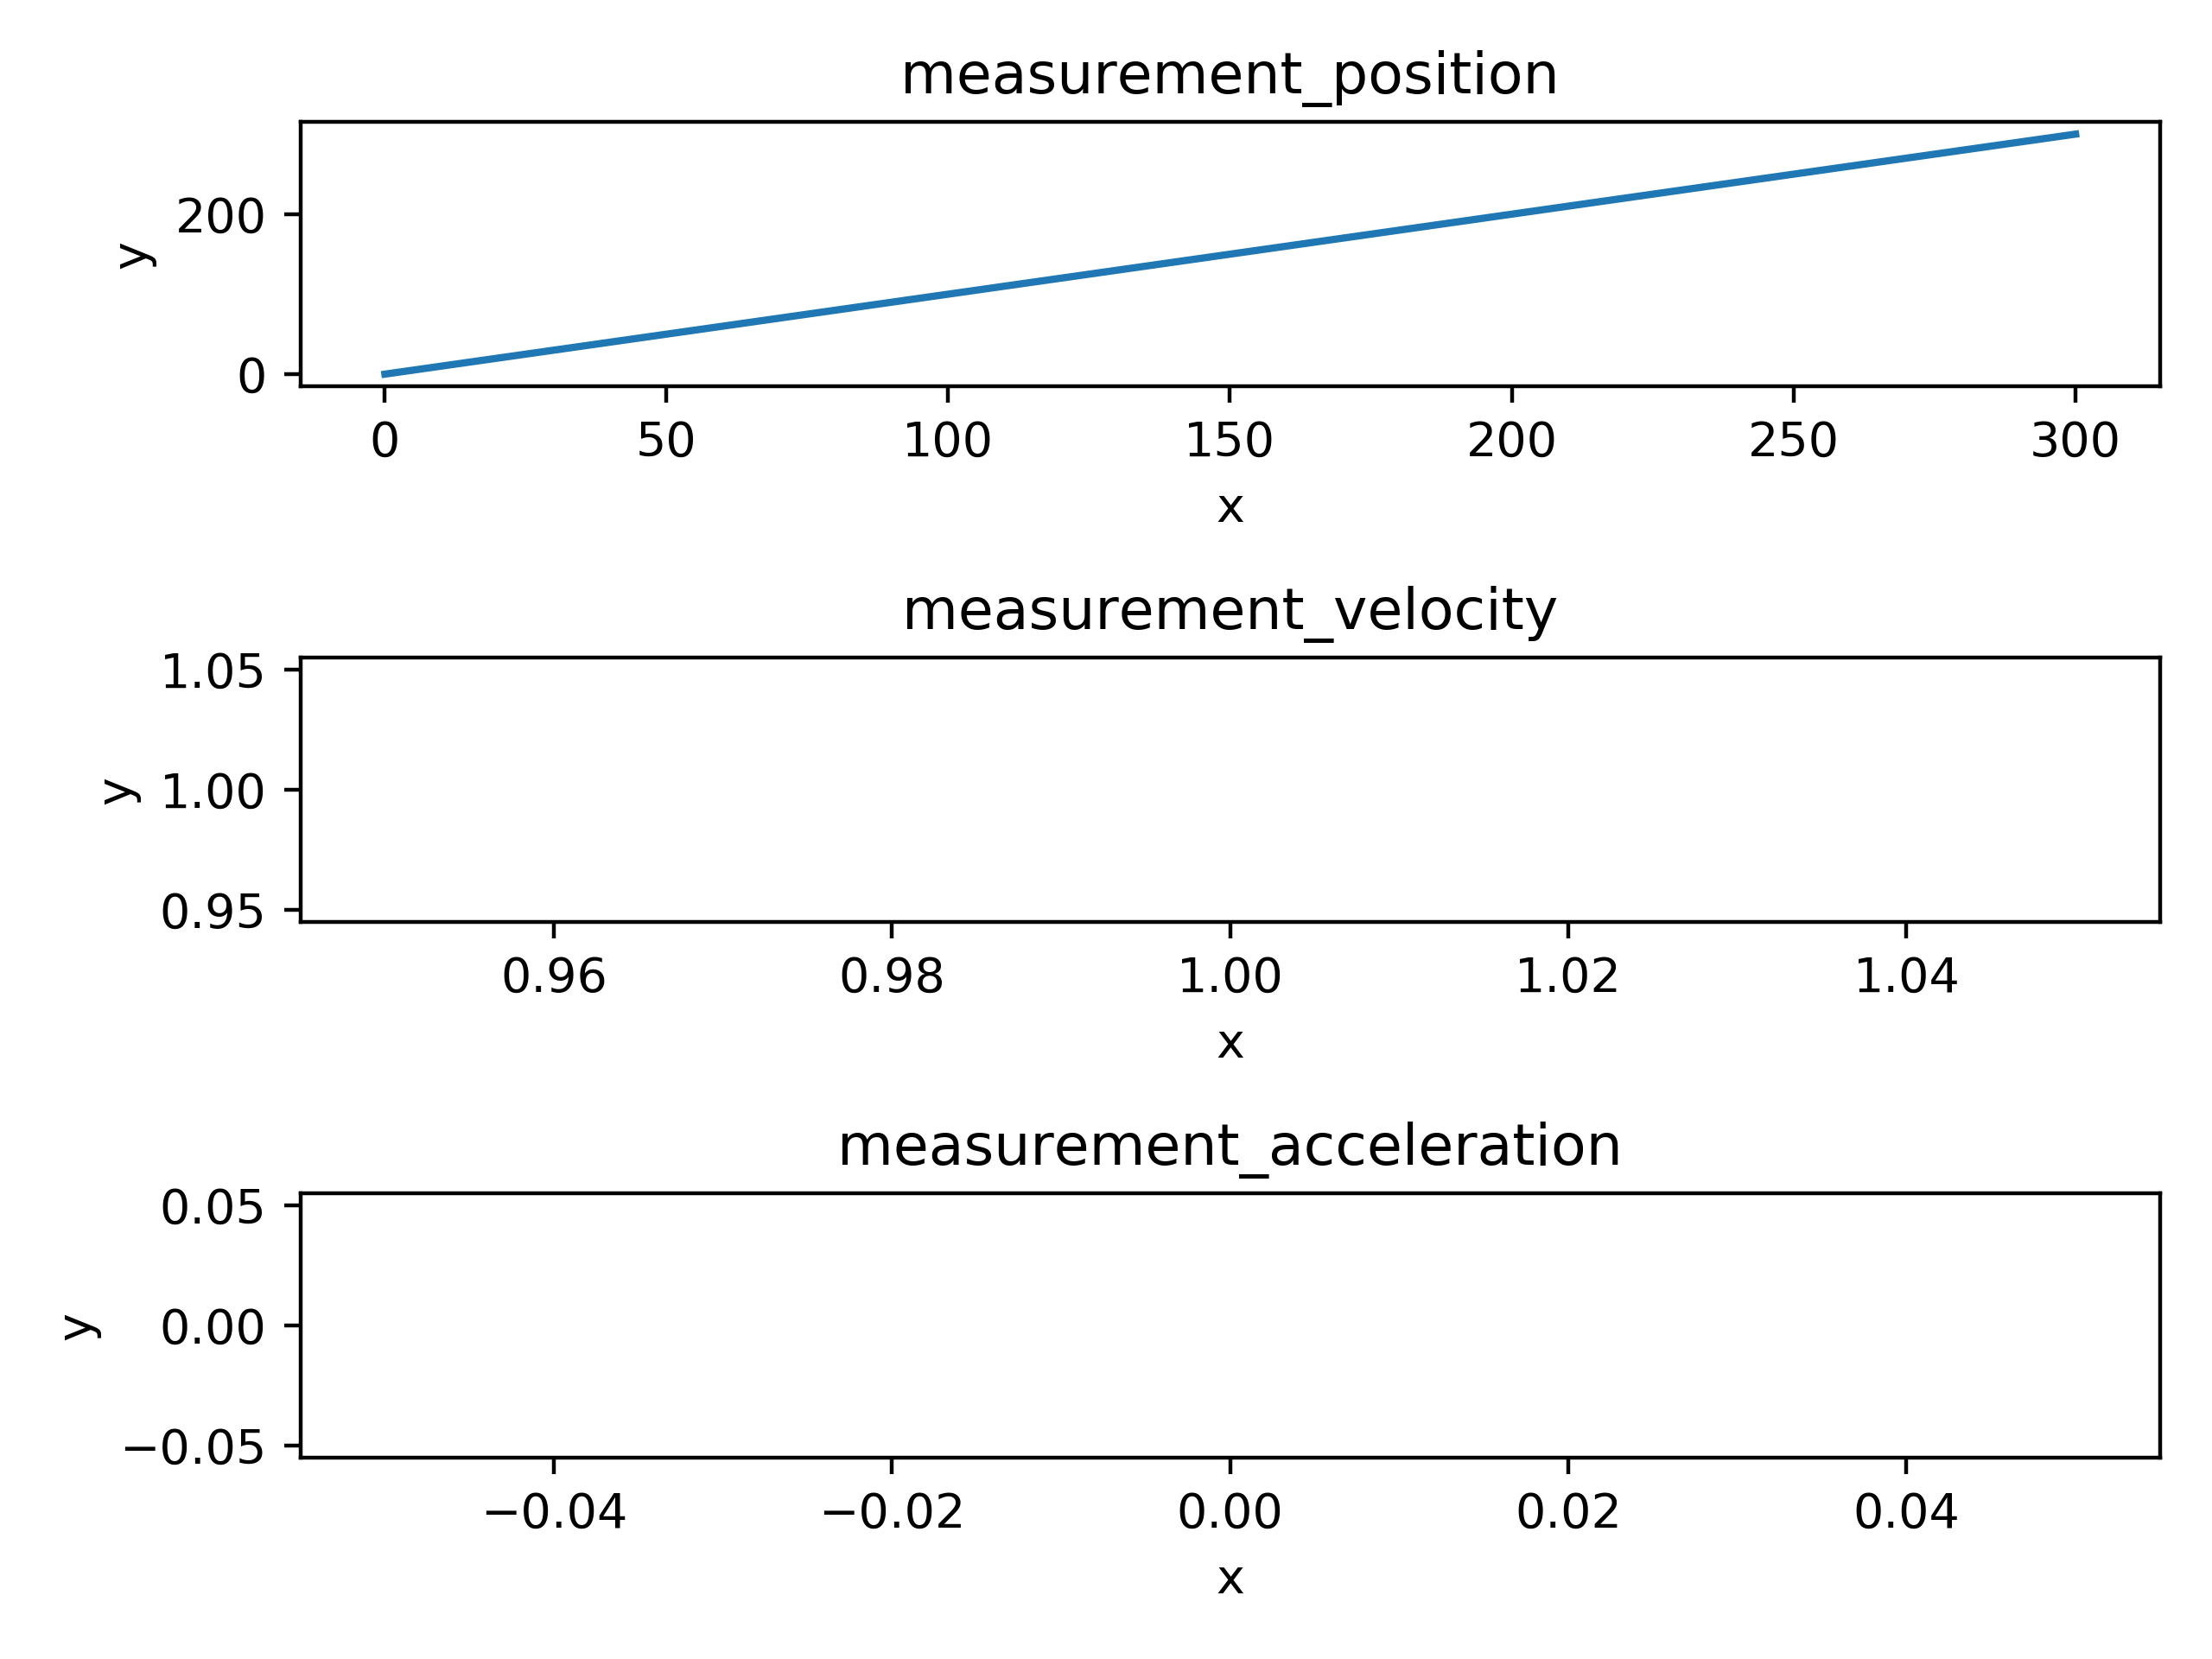 measurement_position
y
200
0
0 50 100 150 200 250 300
x
measurement_velocity
y
1.05
1.00
0.95
0.96 0.98 1.00 1.02 1.04
x
measurement_acceleration
y
0.05
0.00
−0.05
−0.04 −0.02 0.00 0.02 0.04
x